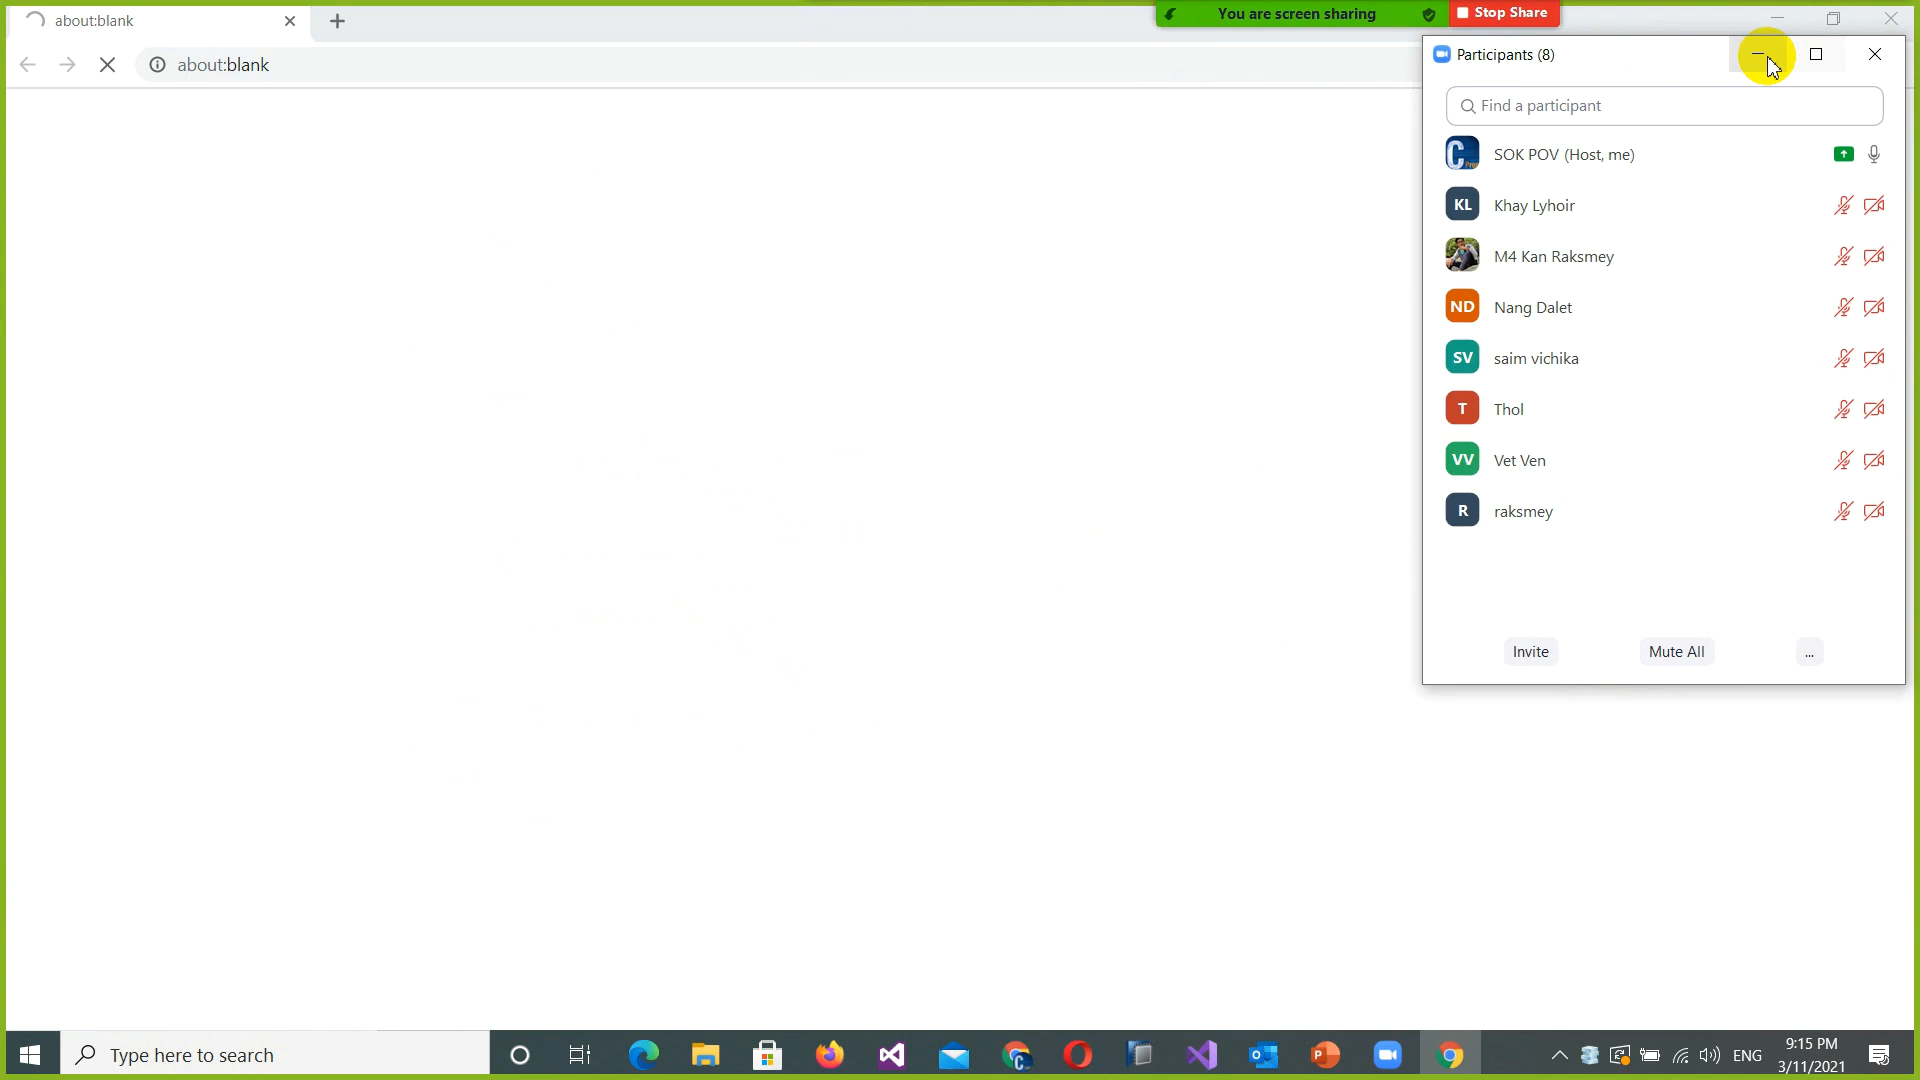 about:blank
You are screen sharing
Stop Share
about:blank
Participants (8)
Find a participant
SOK POV (Host, me)
KL Khay Lyhoir
M4 Kan Raksmey
ND Nang Dalet
SV saim vichika
T Thol
VV Vet Ven
R raksmey
Invite
Mute All
...
Type here to search
ENG
9:15 PM
3/11/2021